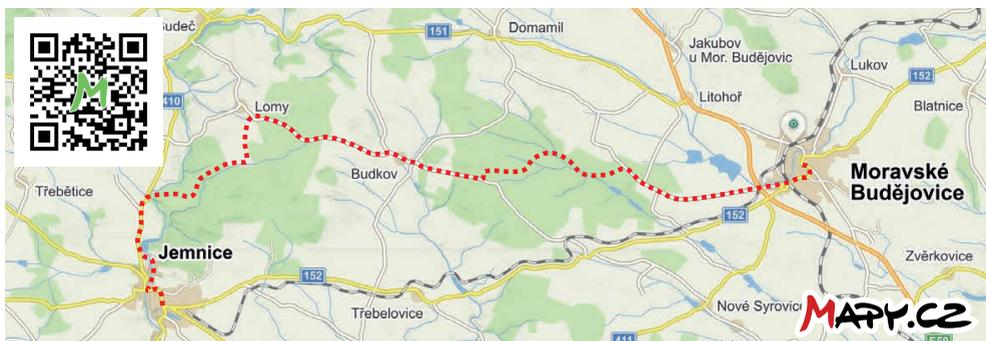 Budeč
151
Domamil
Jakubov
u Mor. Budějovic
Lukov
152
410
Lomy
Litohoř
Blatnice
M
Budkov
Třebětice
Moravské
Budějovice
152
Jemnice
152
Zvěrkovice
Třebelovice
Nové Syrovice
MAPY.CZ
411
E59